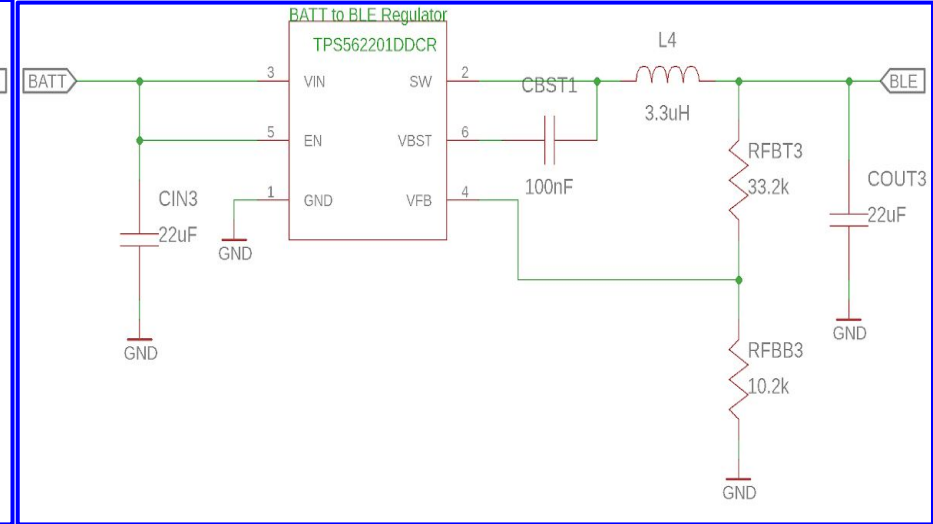 BATT to BLE Regulator
TPS562201DDCR
BATT
3
VIN
SW
2
L4
3.3uH
BLE
CBST1
5
EN
VBST
6
100nF
1
GND
VFB
4
GND
CIN3
22uF
GND
RFBT3
33.2k
COUT3
22uF
GND
RFBB3
10.2k
GND